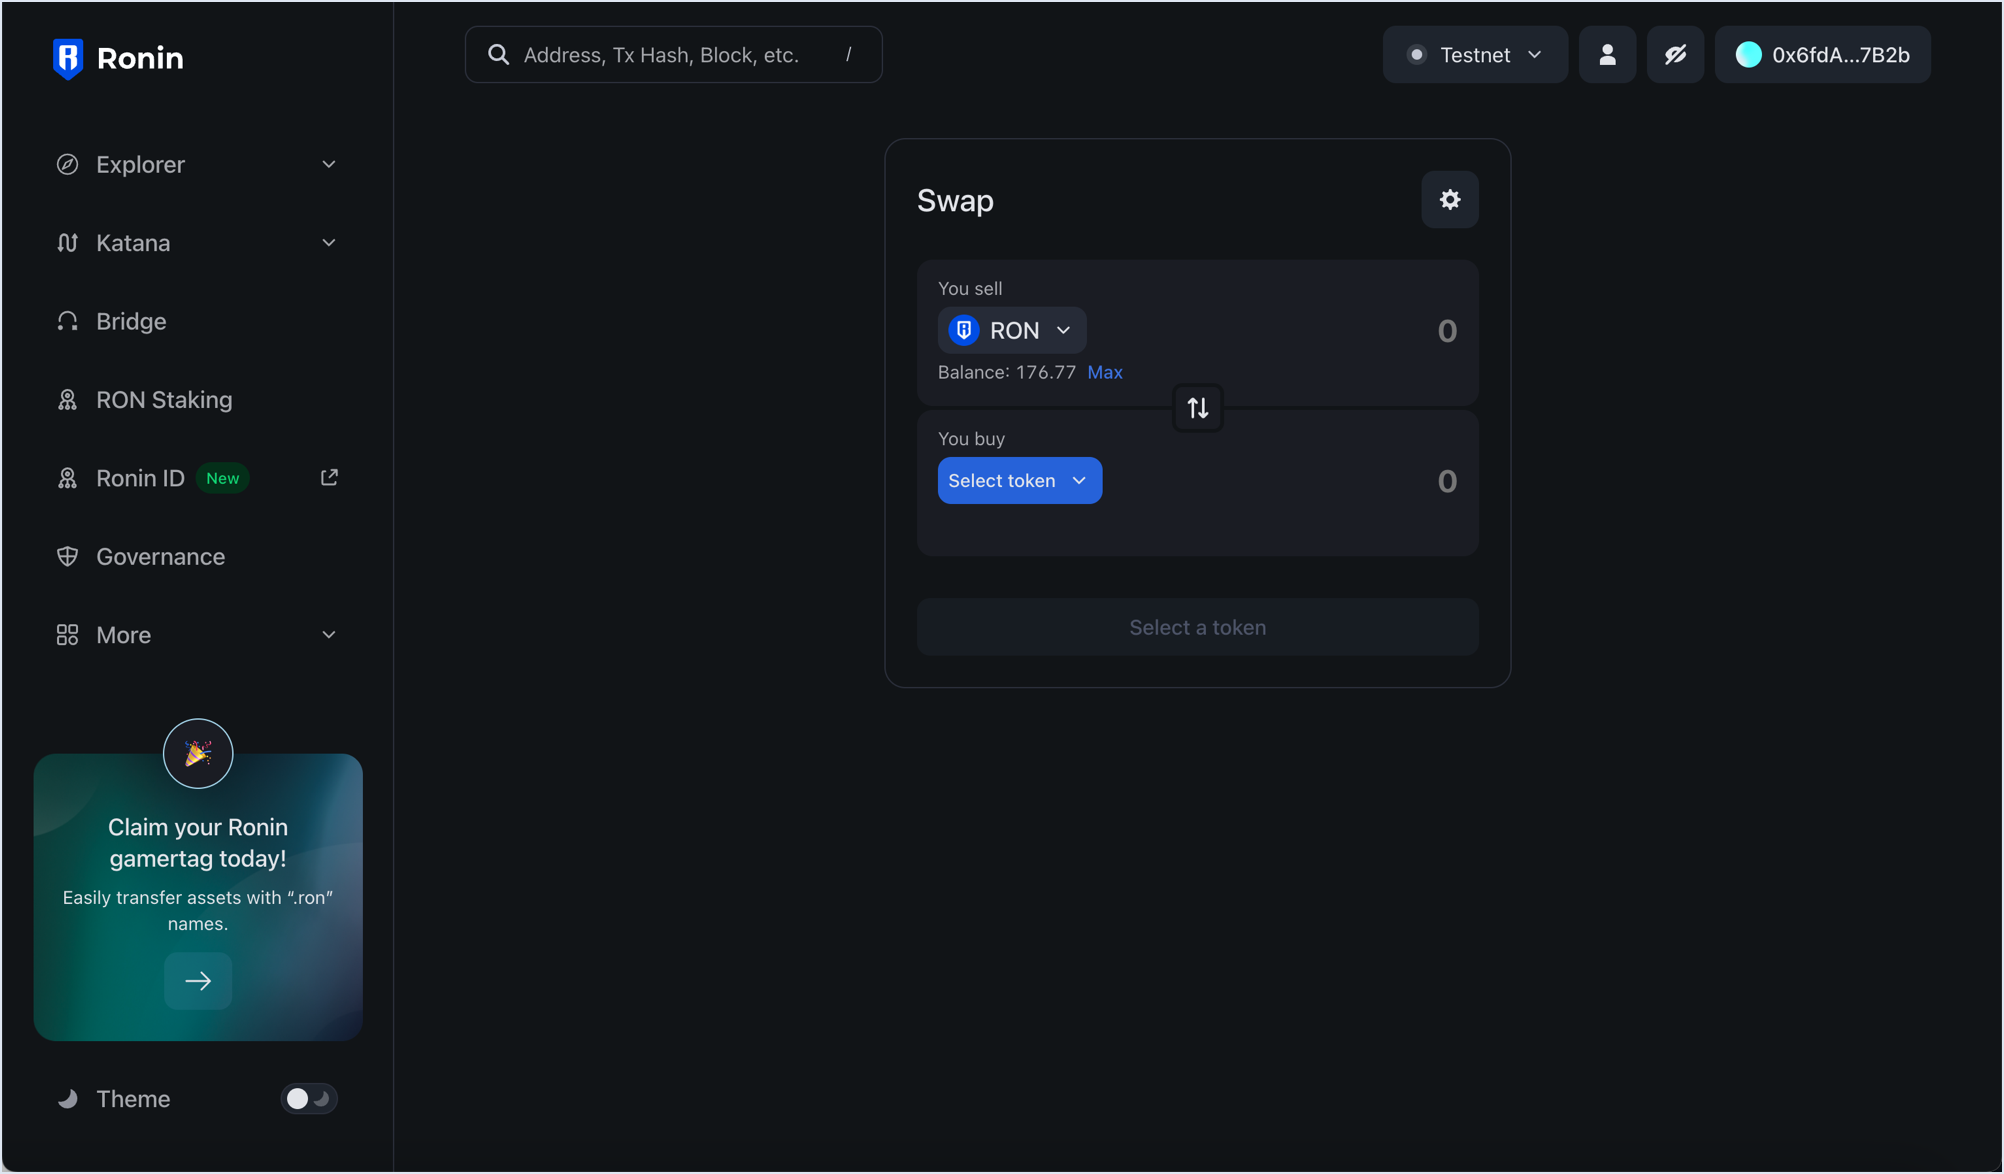 Ronin
Address, Tx Hash, Block, etc. /
Testnet
0x6fdA...7B2b
Explorer
Katana
Bridge
RON Staking
Ronin ID New
Governance
More
Claim your Ronin
gamertag today!
Easily transfer assets with “.ron”
names.
Theme
Swap
You sell
RON
0
Balance: 176.77 Max
You buy
Select token
0
Select a token